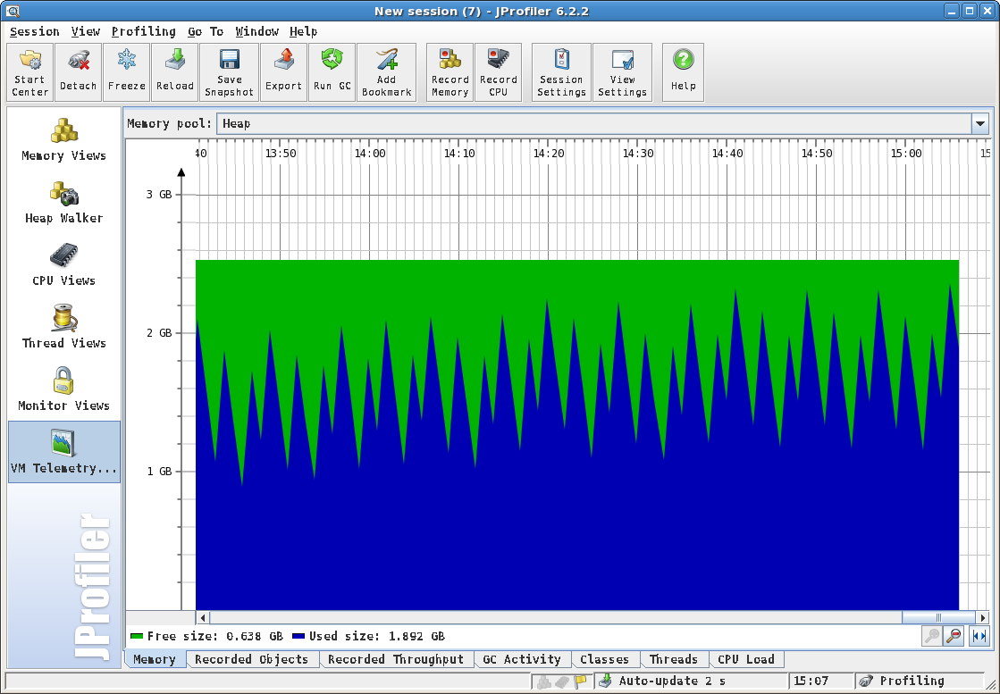 New session (7) - JProfiler 6.2.2
Session View Profiling Go To Window Help
Start Center
Detach
Freeze
Reload
Save Snapshot
Export
Run GC
Add Bookmark
Record Memory
Record CPU
Session Settings
View Settings
Help
Memory Views
Heap Walker
CPU Views
Thread Views
Monitor Views
VM Telemetry...
JProfiler
Memory pool: Heap
40 13:50 14:00 14:10 14:20 14:30 14:40 14:50 15:00 15
3 GB
2 GB
1 GB
Free size: 0.638 GB Used size: 1.892 GB
Memory Recorded Objects Recorded Throughput GC Activity Classes Threads CPU Load
Auto-update 2 s 15:07 Profiling